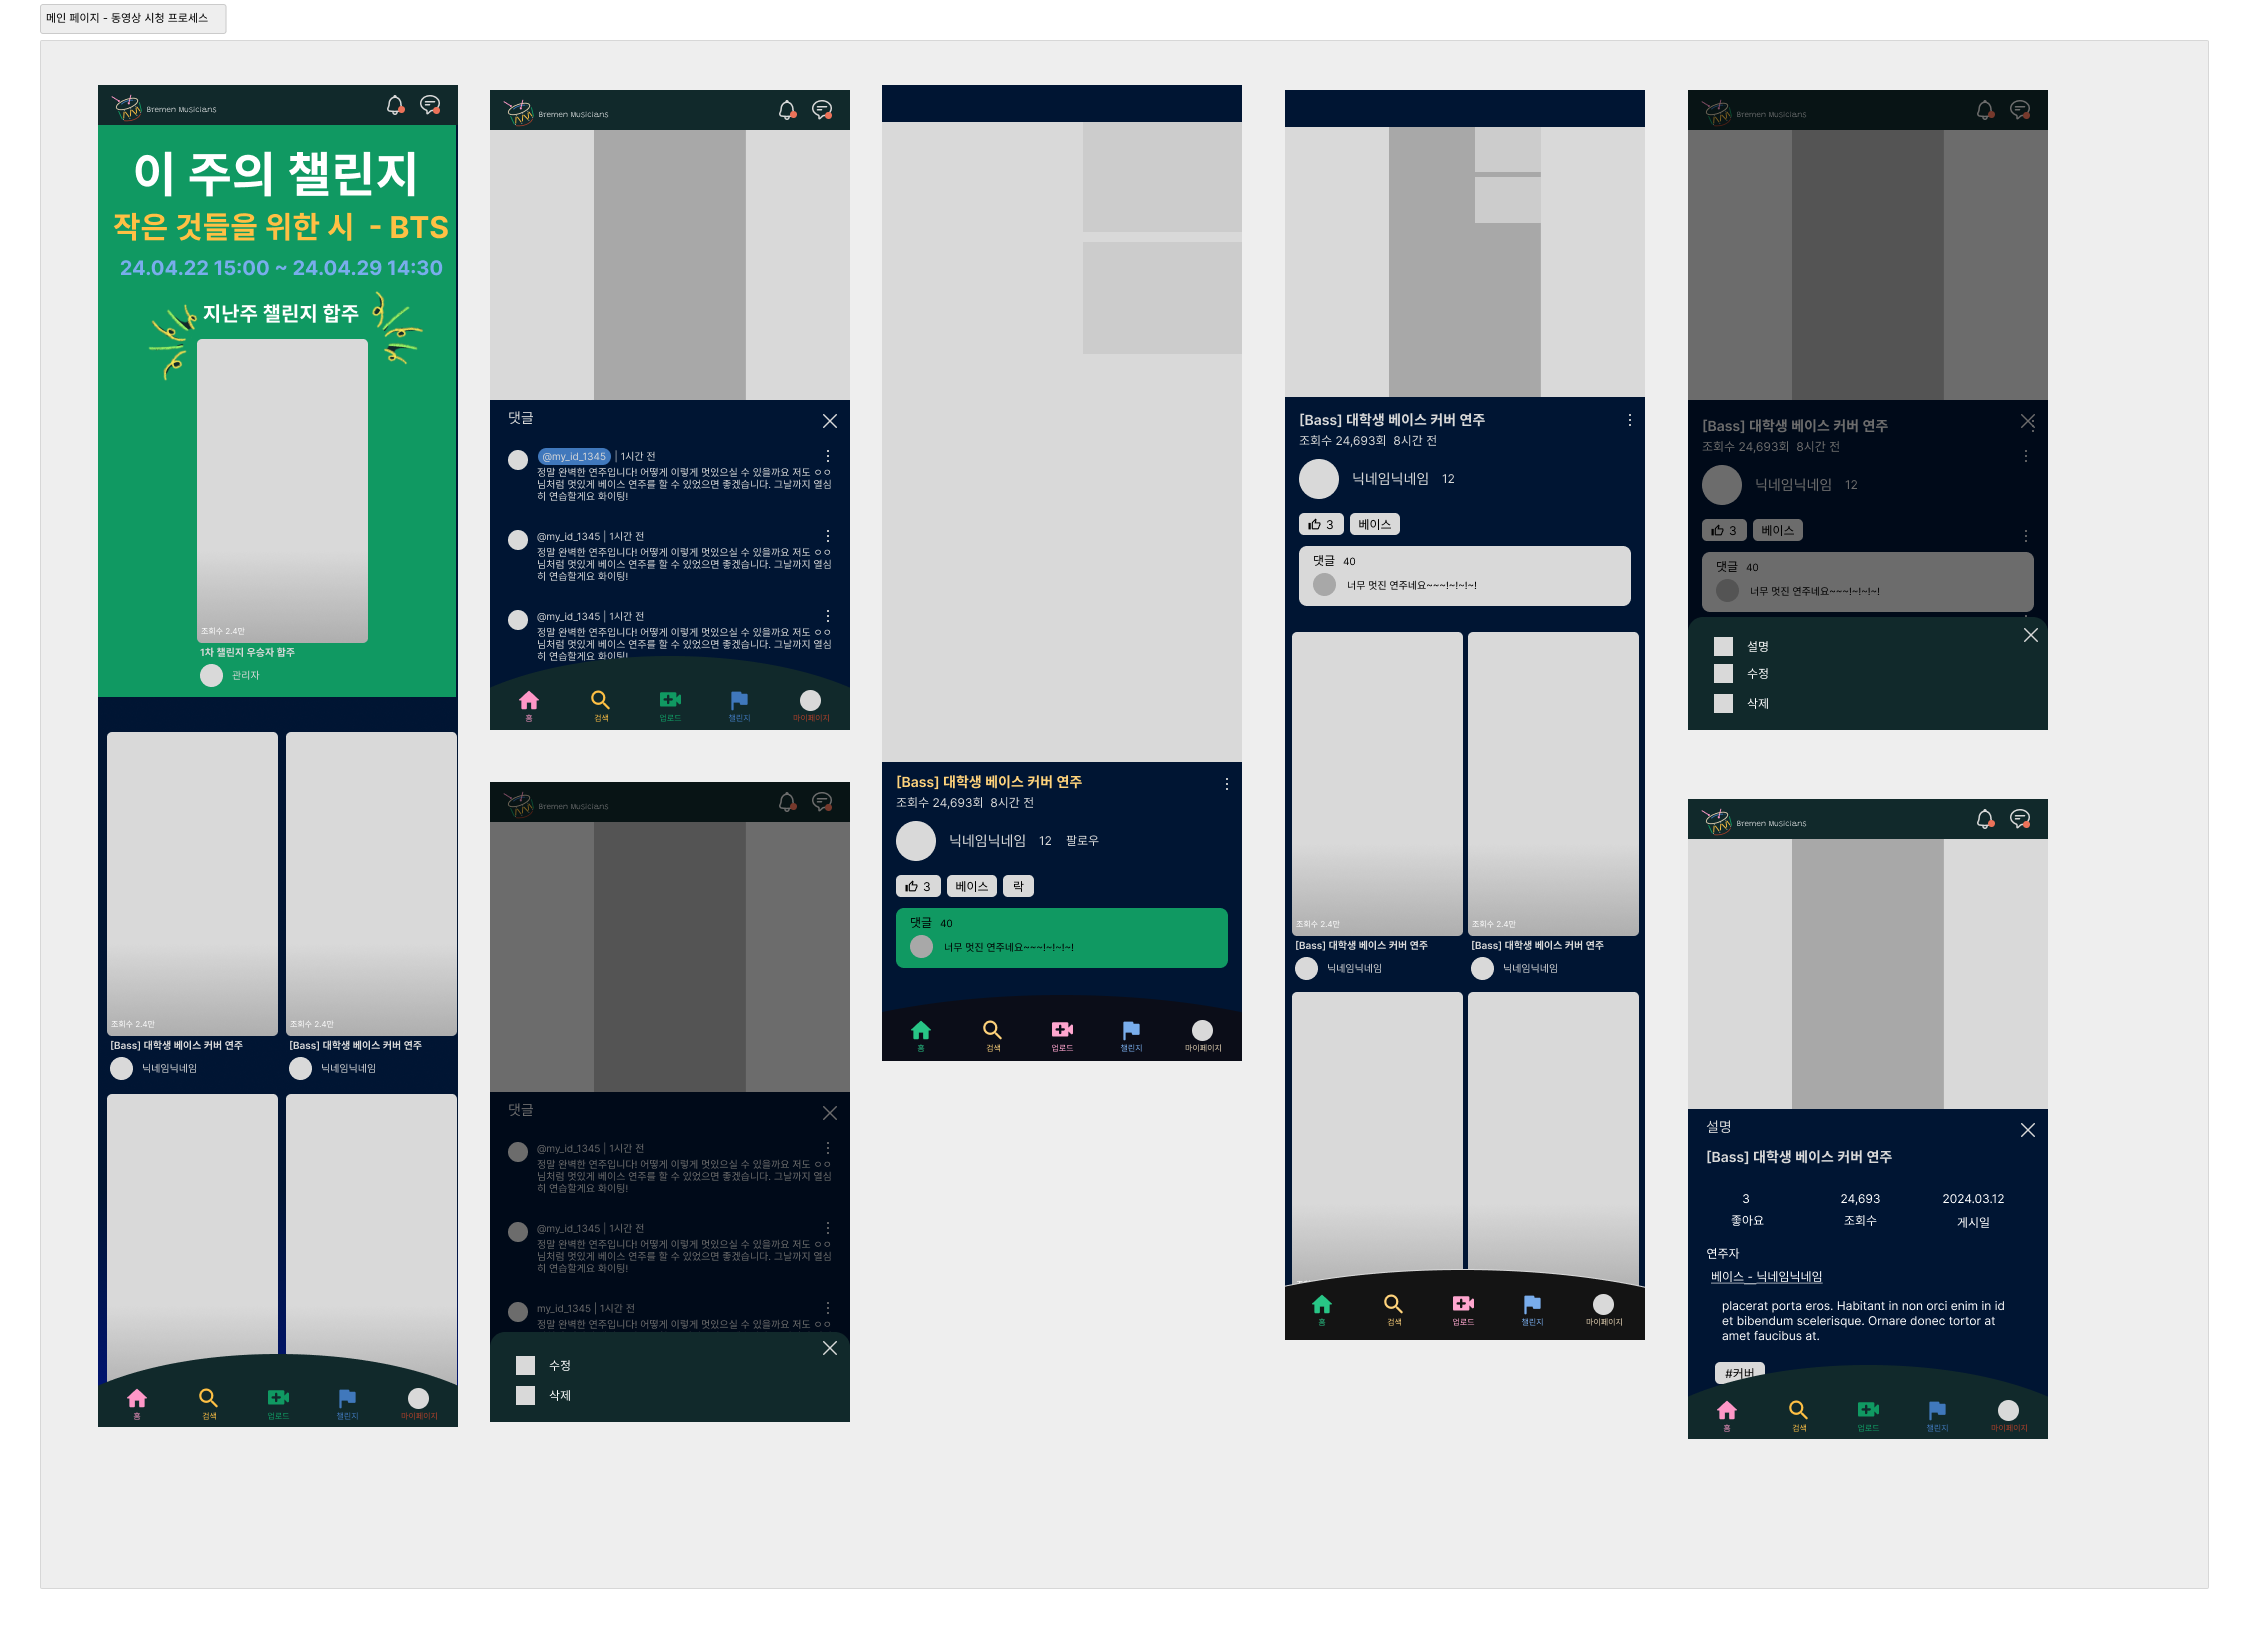 메인 페이지 - 동영상 시청 프로세스
Bremen Musicians
이 주의 챌린지
작은 것들을 위한 시 - BTS
24.04.22 15:00 ~ 24.04.29 14:30
지난주 챌린지 합주
조회수 2.4만
1차 챌린지 우승자 합주
관리자
조회수 2.4만
조회수 2.4만
[Bass] 대학생 베이스 커버 연주
[Bass] 대학생 베이스 커버 연주
닉네임닉네임
닉네임닉네임
홈
검색
업로드
챌린지
마이페이지
Bremen Musicians
댓글
@my_id_1345 | 1시간 전
정말 완벽한 연주입니다! 어떻게 이렇게 멋있으실 수 있을까요 저도 ㅇㅇ
님처럼 멋있게 베이스 연주를 할 수 있었으면 좋겠습니다. 그날까지 열심
히 연습할게요 화이팅!
@my_id_1345 | 1시간 전
정말 완벽한 연주입니다! 어떻게 이렇게 멋있으실 수 있을까요 저도 ㅇㅇ
님처럼 멋있게 베이스 연주를 할 수 있었으면 좋겠습니다. 그날까지 열심
히 연습할게요 화이팅!
@my_id_1345 | 1시간 전
정말 완벽한 연주입니다! 어떻게 이렇게 멋있으실 수 있을까요 저도 ㅇㅇ
님처럼 멋있게 베이스 연주를 할 수 있었으면 좋겠습니다. 그날까지 열심
히 연습할게요 화이팅!
홈
검색
업로드
챌린지
마이페이지
Bremen Musicians
댓글
@my_id_1345 | 1시간 전
정말 완벽한 연주입니다! 어떻게 이렇게 멋있으실 수 있을까요 저도 ㅇㅇ
님처럼 멋있게 베이스 연주를 할 수 있었으면 좋겠습니다. 그날까지 열심
히 연습할게요 화이팅!
@my_id_1345 | 1시간 전
정말 완벽한 연주입니다! 어떻게 이렇게 멋있으실 수 있을까요 저도 ㅇㅇ
님처럼 멋있게 베이스 연주를 할 수 있었으면 좋겠습니다. 그날까지 열심
히 연습할게요 화이팅!
my_id_1345 | 1시간 전
정말 완벽한 연주입니다! 어떻게 이렇게 멋있으실 수 있을까요 저도 ㅇㅇ
수정
삭제
[Bass] 대학생 베이스 커버 연주
조회수 24,693회 8시간 전
닉네임닉네임 12 팔로우
3 베이스 락
댓글 40
너무 멋진 연주네요~~~!~!~!~!
홈
검색
업로드
챌린지
마이페이지
[Bass] 대학생 베이스 커버 연주
조회수 24,693회 8시간 전
닉네임닉네임 12
3 베이스
댓글 40
너무 멋진 연주네요~~~!~!~!~!
조회수 2.4만
조회수 2.4만
[Bass] 대학생 베이스 커버 연주
[Bass] 대학생 베이스 커버 연주
닉네임닉네임
닉네임닉네임
홈
검색
업로드
챌린지
마이페이지
Bremen Musicians
[Bass] 대학생 베이스 커버 연주
조회수 24,693회 8시간 전
닉네임닉네임 12
3 베이스
댓글 40
너무 멋진 연주네요~~~!~!~!~!
설명
수정
삭제
Bremen Musicians
설명
[Bass] 대학생 베이스 커버 연주
3 24,693 2024.03.12
좋아요 조회수 게시일
연주자
베이스 - 닉네임닉네임
placerat porta eros. Habitant in non orci enim in id
et bibendum scelerisque. Ornare donec tortor at
amet faucibus at.
#커버
홈
검색
업로드
챌린지
마이페이지